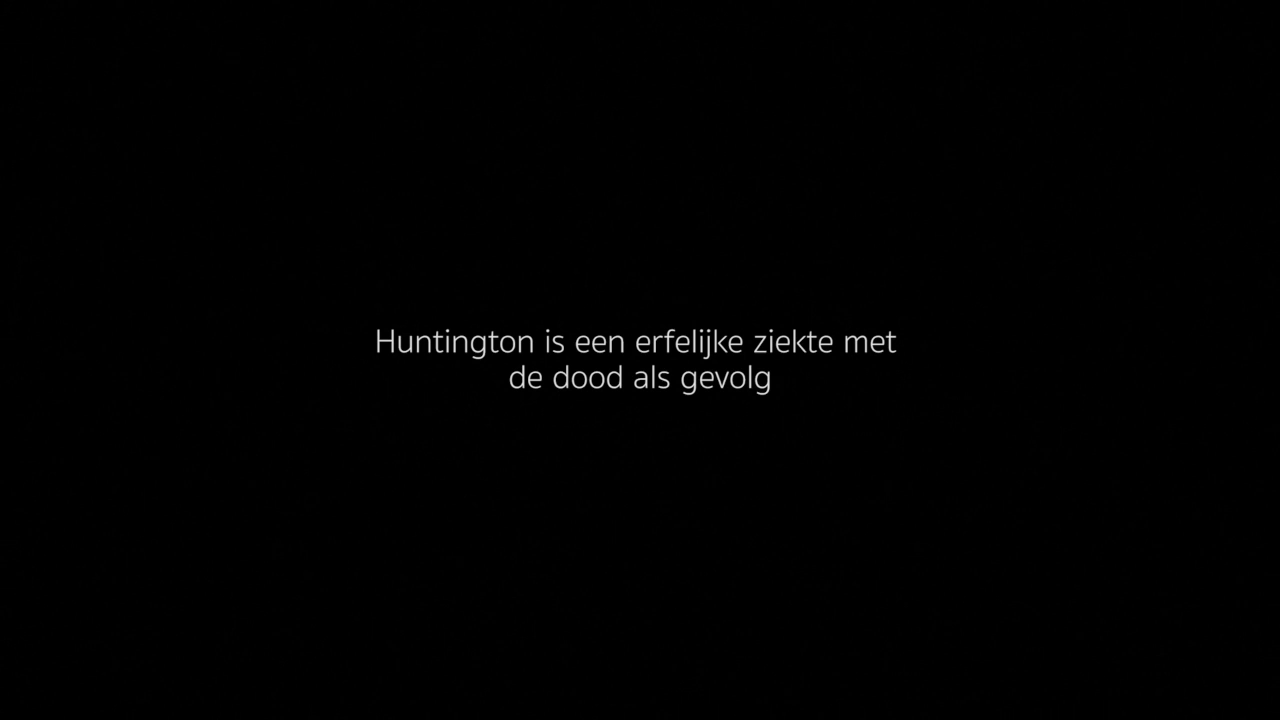 Huntington is een erfelijke ziekte met
de dood als gevolg